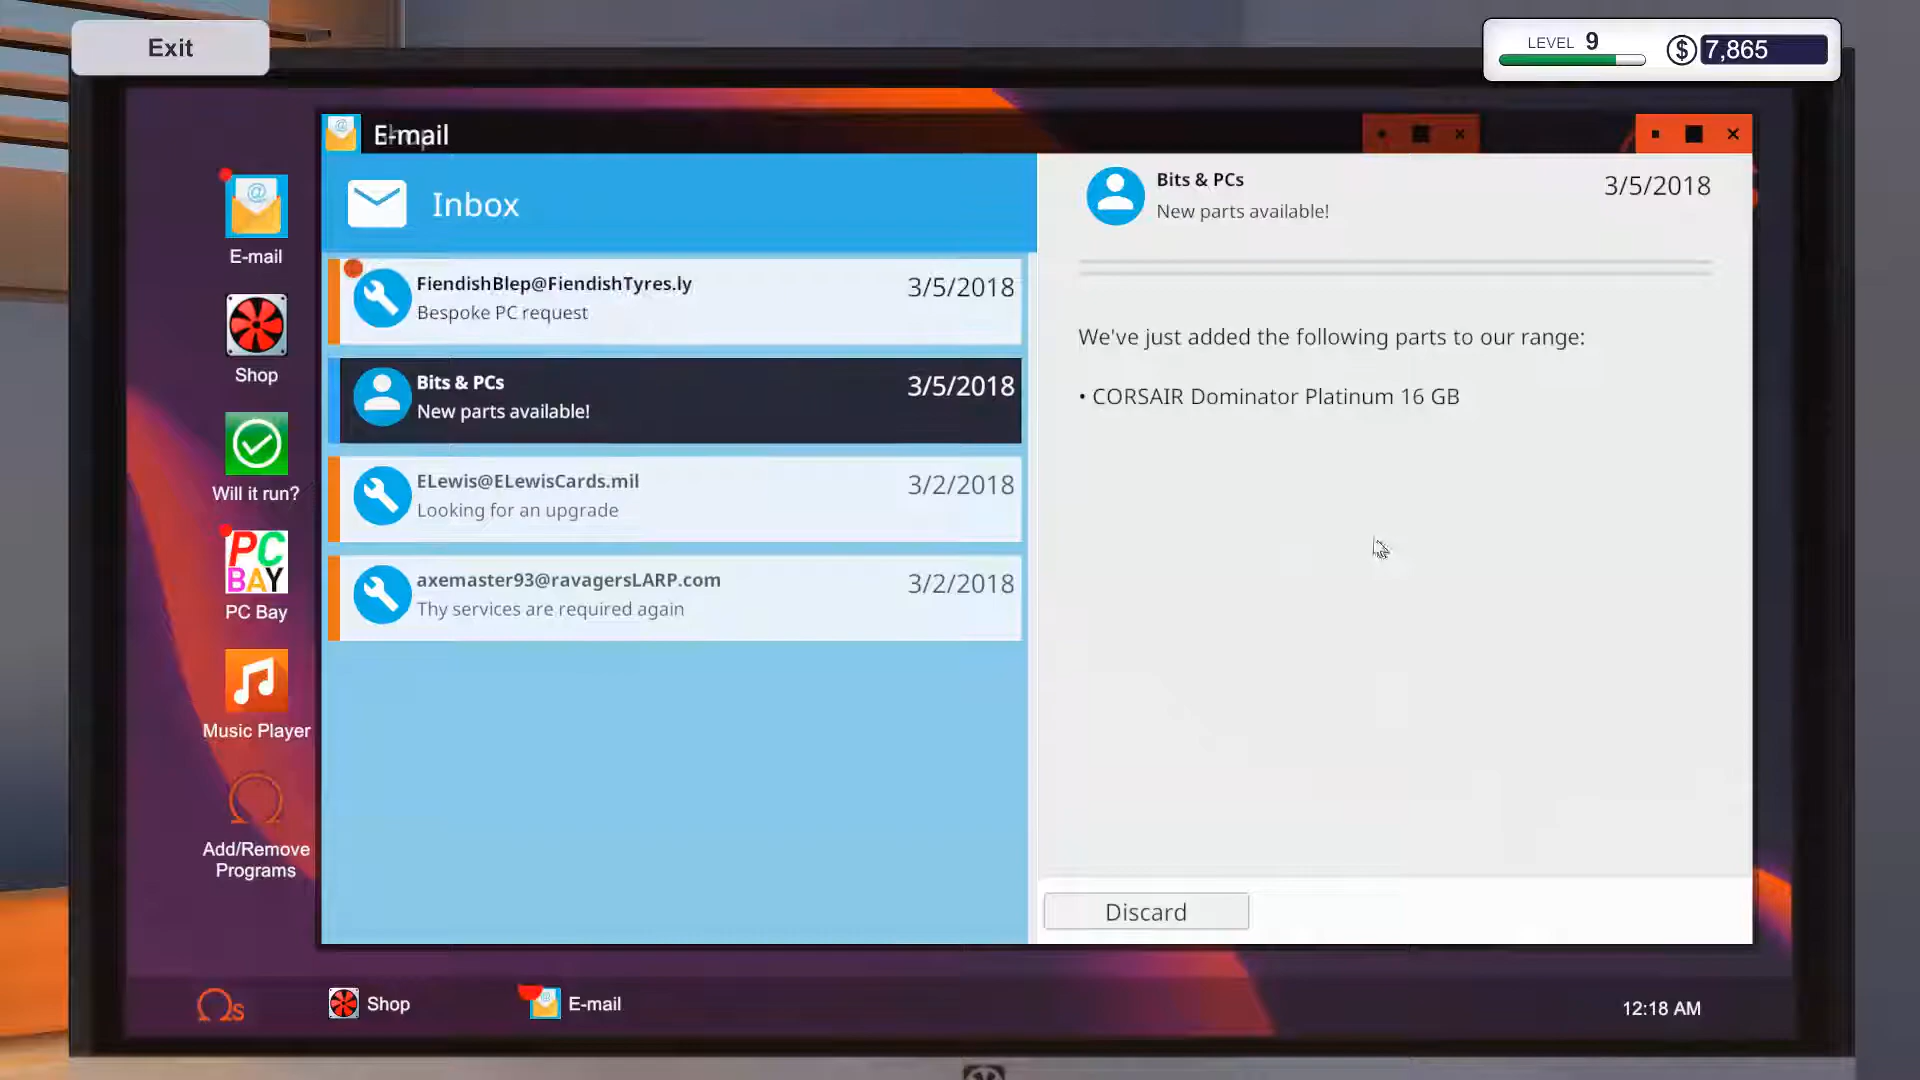 Exit
LEVEL 9
$ 7,865
E-mail
Inbox
FiendishBlep@FiendishTyres.ly
3/5/2018
Bespoke PC request
Bits & PCs
3/5/2018
New parts available!
ELewis@ELewisCards.mil
3/2/2018
Looking for an upgrade
axemaster93@ravagersLARP.com
3/2/2018
Thy services are required again
Bits & PCs
3/5/2018
New parts available!
We've just added the following parts to our range:
• CORSAIR Dominator Platinum 16 GB
Discard
E-mail
Shop
Will it run?
PC
BAY
PC Bay
Music Player
Add/Remove
Programs
Ωs
Shop
E-mail
12:18 AM